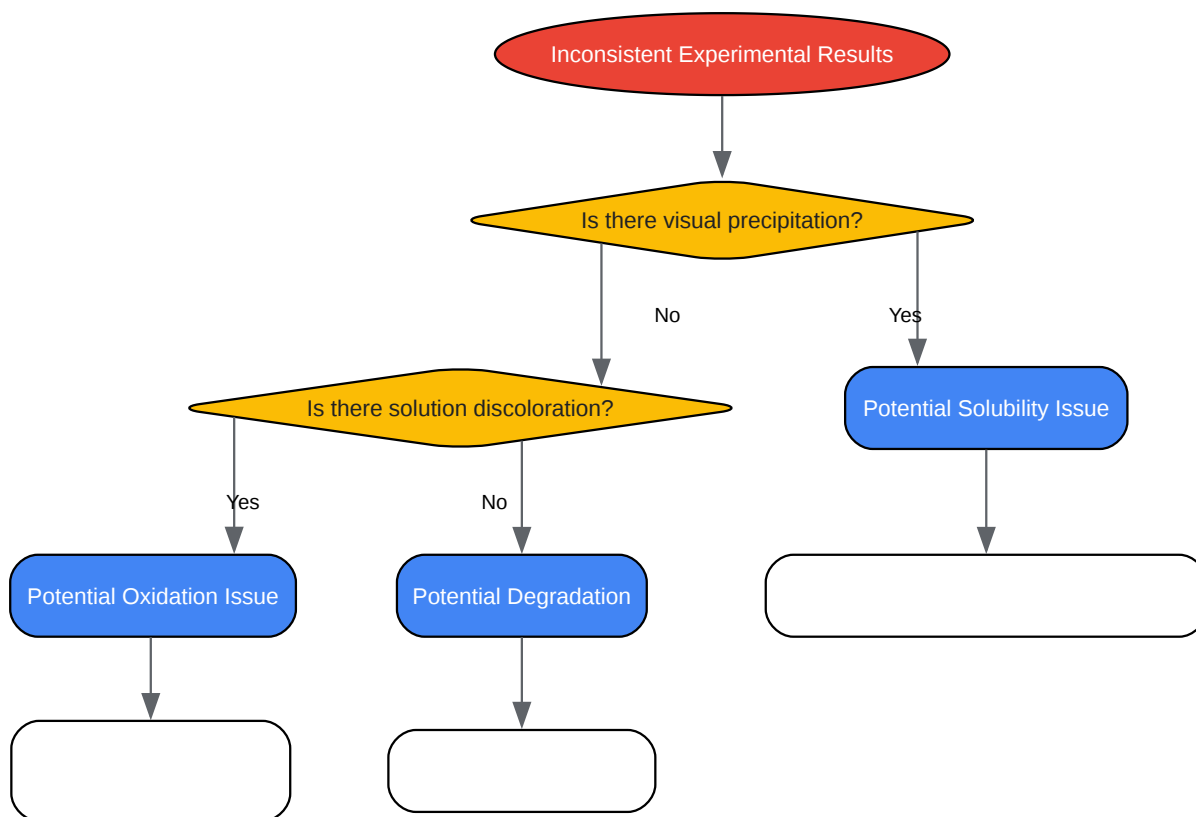 Inconsistent Experimental Results
Is there visual precipitation?
No
Yes
Is there solution discoloration?
Potential Solubility Issue
Yes
No
Potential Oxidation Issue
Potential Degradation